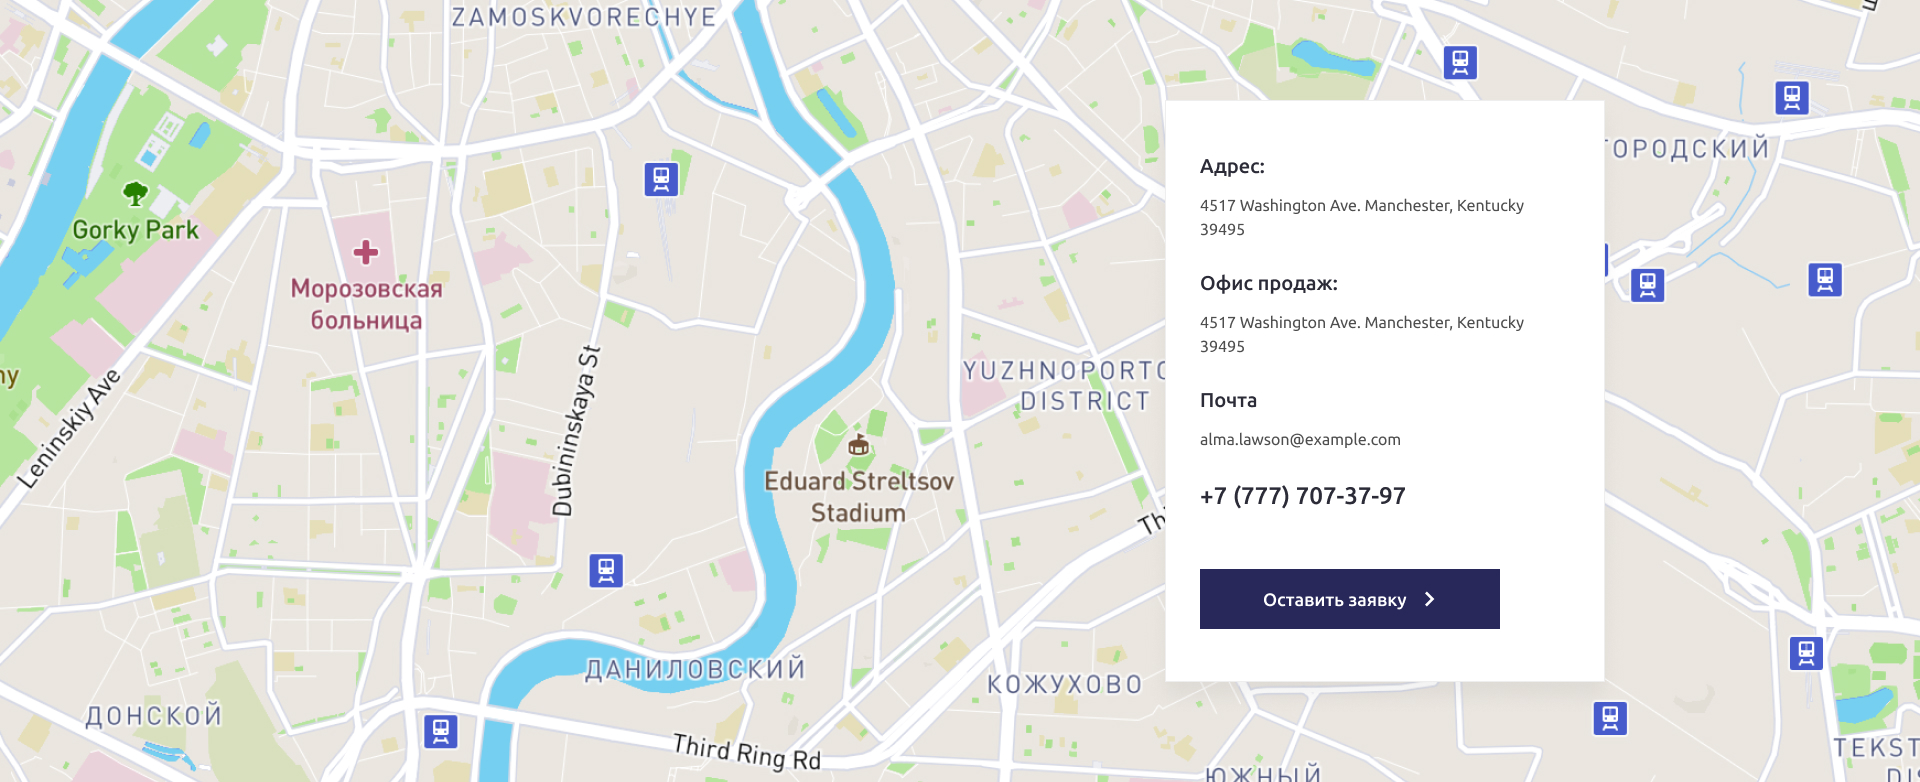 ZAMOSKVORECHYE
Gorky Park
Морозовская
больница
Leninskiy Ave
Dubininskaya St
YUZHNOPORTO
DISTRICT
Eduard Streltsov
Stadium
ДАНИЛОВСКИЙ
КОЖУХОВО
ДОНСКОЙ
Third Ring Rd
ЮЖНЫЙ
ГОРОДСКИЙ
TEKST
Адрес:
4517 Washington Ave. Manchester, Kentucky
39495
Офис продаж:
4517 Washington Ave. Manchester, Kentucky
39495
Почта
alma.lawson@example.com
+7 (777) 707-37-97
Оставить заявку